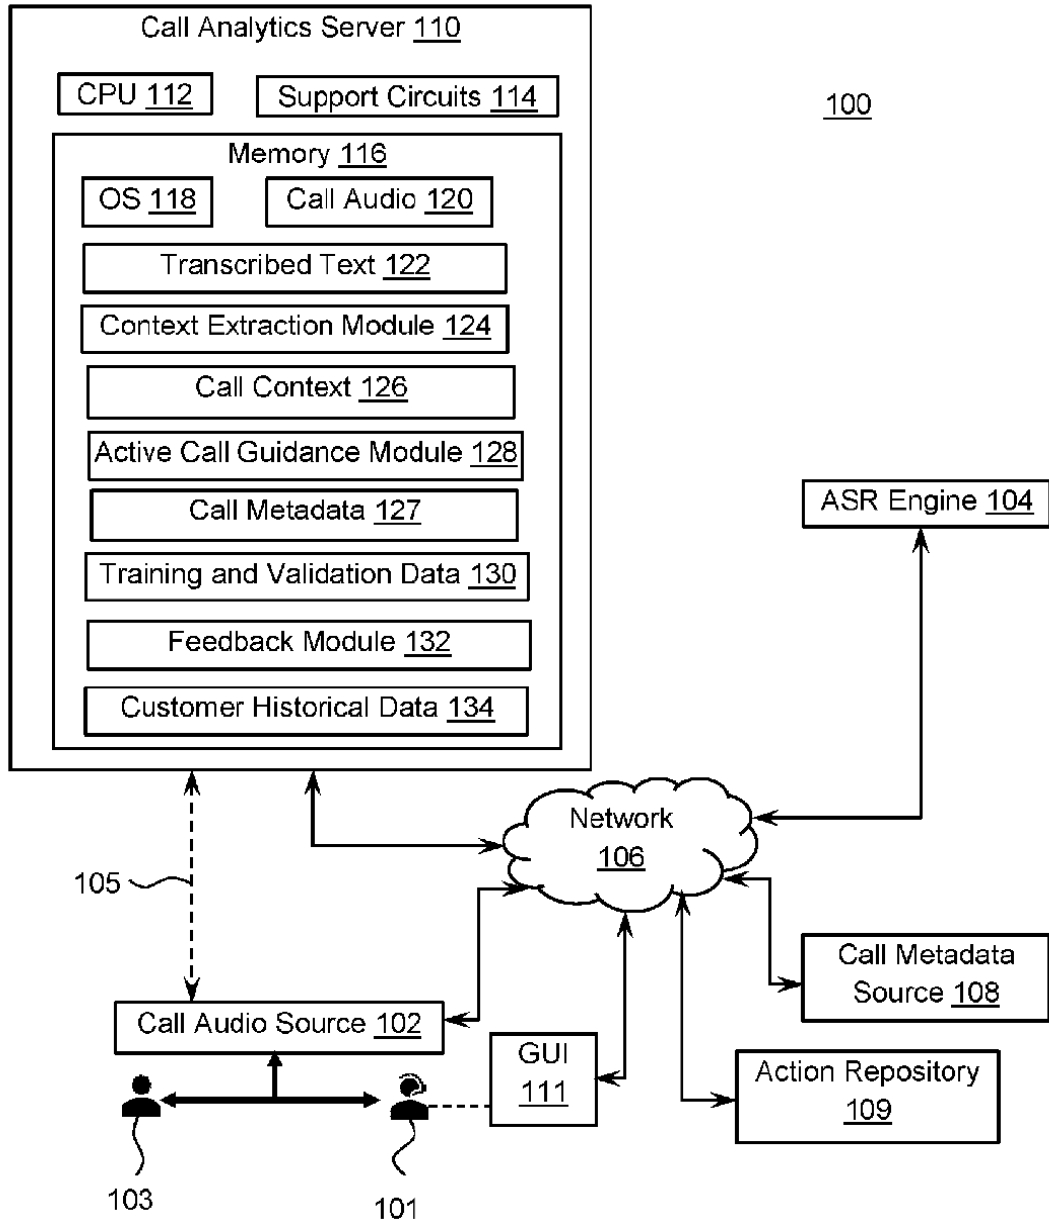 Call Analytics Server 110
CPU 112
Support Circuits 114
100
Memory 116
OS 118
Call Audio 120
Transcribed Text 122
Context Extraction Module 124
Call Context 126
Active Call Guidance Module 128
Call Metadata 127
Training and Validation Data 130
Feedback Module 132
Customer Historical Data 134
ASR Engine 104
Network
106
105
Call Metadata
Source 108
Call Audio Source 102
GUI
111
Action Repository
109
103
101